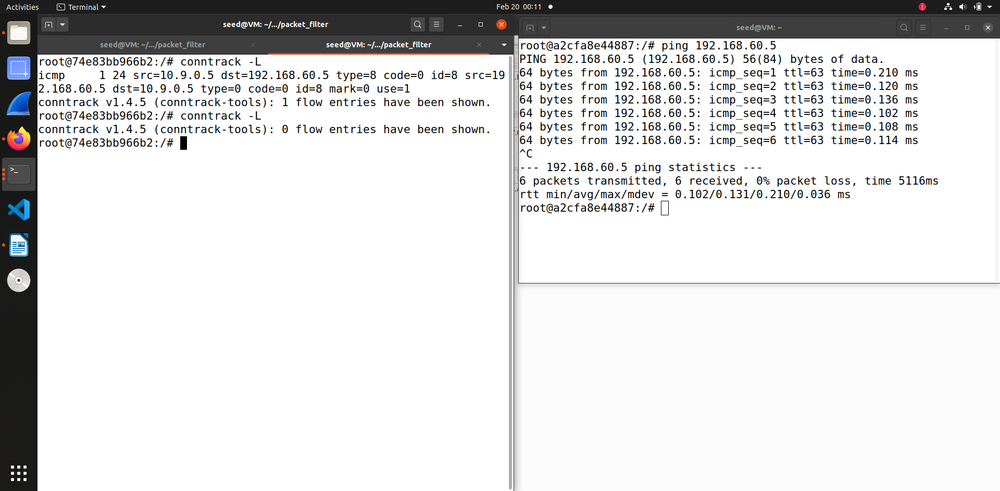 Activities
Terminal
Feb 20 00:11
seed@VM: ~/.../packet_filter
seed@VM: ~/.../packet_filter
seed@VM: ~/.../packet_filter
root@74e83bb966b2:/# conntrack -L
icmp     1 24 src=10.9.0.5 dst=192.168.60.5 type=8 code=0 id=8 src=19
2.168.60.5 dst=10.9.0.5 type=0 code=0 id=8 mark=0 use=1
conntrack v1.4.5 (conntrack-tools): 1 flow entries have been shown.
root@74e83bb966b2:/# conntrack -L
conntrack v1.4.5 (conntrack-tools): 0 flow entries have been shown.
root@74e83bb966b2:/#
seed@VM: ~
root@a2cfa8e44887:/# ping 192.168.60.5
PING 192.168.60.5 (192.168.60.5) 56(84) bytes of data.
64 bytes from 192.168.60.5: icmp_seq=1 ttl=63 time=0.210 ms
64 bytes from 192.168.60.5: icmp_seq=2 ttl=63 time=0.120 ms
64 bytes from 192.168.60.5: icmp_seq=3 ttl=63 time=0.136 ms
64 bytes from 192.168.60.5: icmp_seq=4 ttl=63 time=0.102 ms
64 bytes from 192.168.60.5: icmp_seq=5 ttl=63 time=0.108 ms
64 bytes from 192.168.60.5: icmp_seq=6 ttl=63 time=0.114 ms
^C
--- 192.168.60.5 ping statistics ---
6 packets transmitted, 6 received, 0% packet loss, time 5116ms
rtt min/avg/max/mdev = 0.102/0.131/0.210/0.036 ms
root@a2cfa8e44887:/#